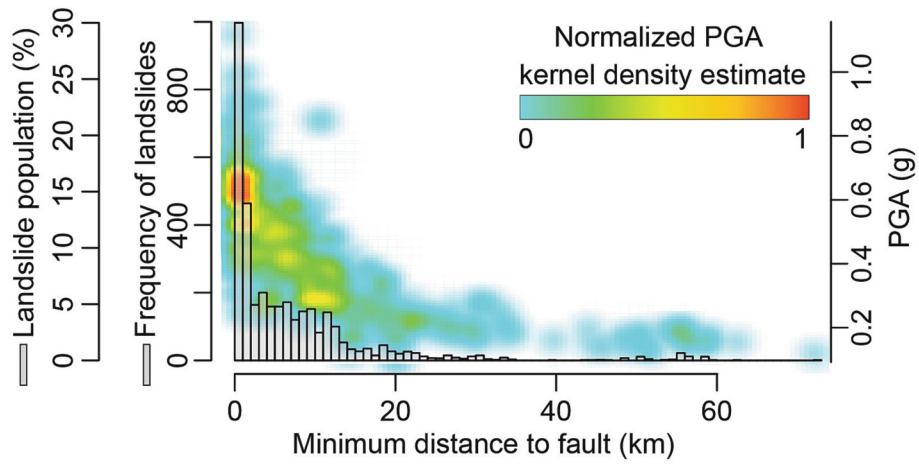 Landslide population (%)
30
25
20
15
10
5
0
Frequency of landslides
800
400
0
Normalized PGA
kernel density estimate
0 1
PGA (g)
1.0
0.8
0.6
0.4
0.2
0 20 40 60
Minimum distance to fault (km)